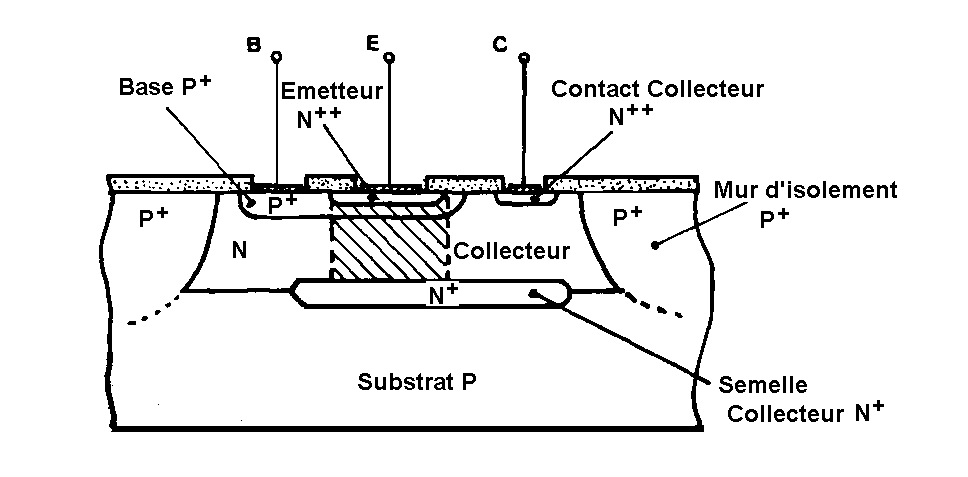 B E C
Base P+
Emetteur
N++
Contact Collecteur
N++
P+
P+
P+
Mur d'isolement
P+
N
Collecteur
N+
Substrat P
Semelle
Collecteur N+